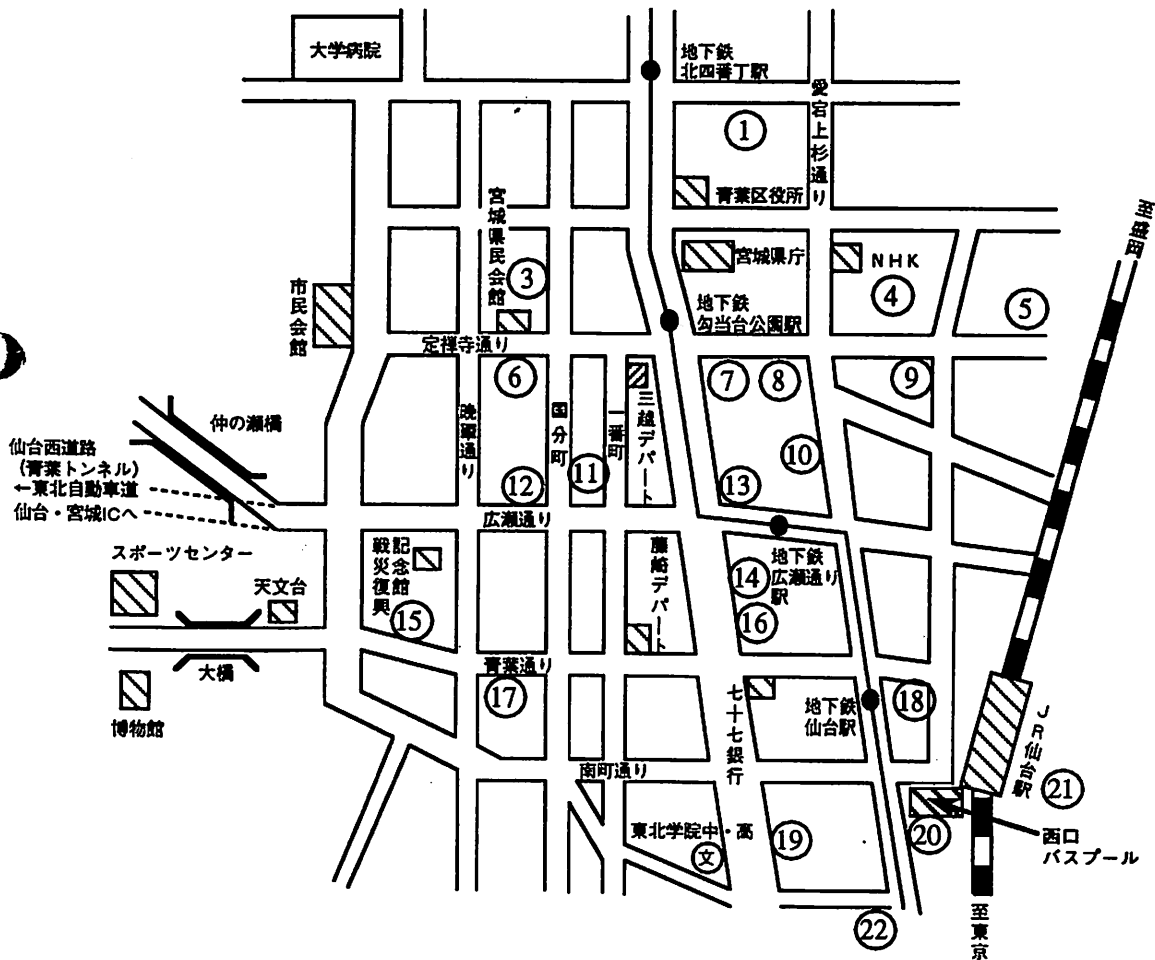 大学病院
地下鉄
北四番丁駅
愛宕上杉通り
①
青葉区役所
宮城県民会館
③
宮城県庁
NHK
④
⑤
至盛岡
市民会館
地下鉄
勾当台公園駅
定禅寺通り
⑥
⑦
⑧
⑨
三越デパート
仲の瀬橋
晩翠通り
国分町
一番町
仙台西道路
(青葉トンネル)
←東北自動車道
仙台・宮城ICへ
⑩
⑪
⑫
⑬
広瀬通り
スポーツセンター
天文台
戦災復興
記念館
⑮
藤崎デパート
地下鉄
広瀬通り
駅
⑭
⑯
大橋
博物館
青葉通り
⑰
七十七銀行
地下鉄
仙台駅
⑱
JR仙台駅
㉑
南町通り
東北学院中・高
文
⑲
⑳
西口
バスプール
㉒
至東京